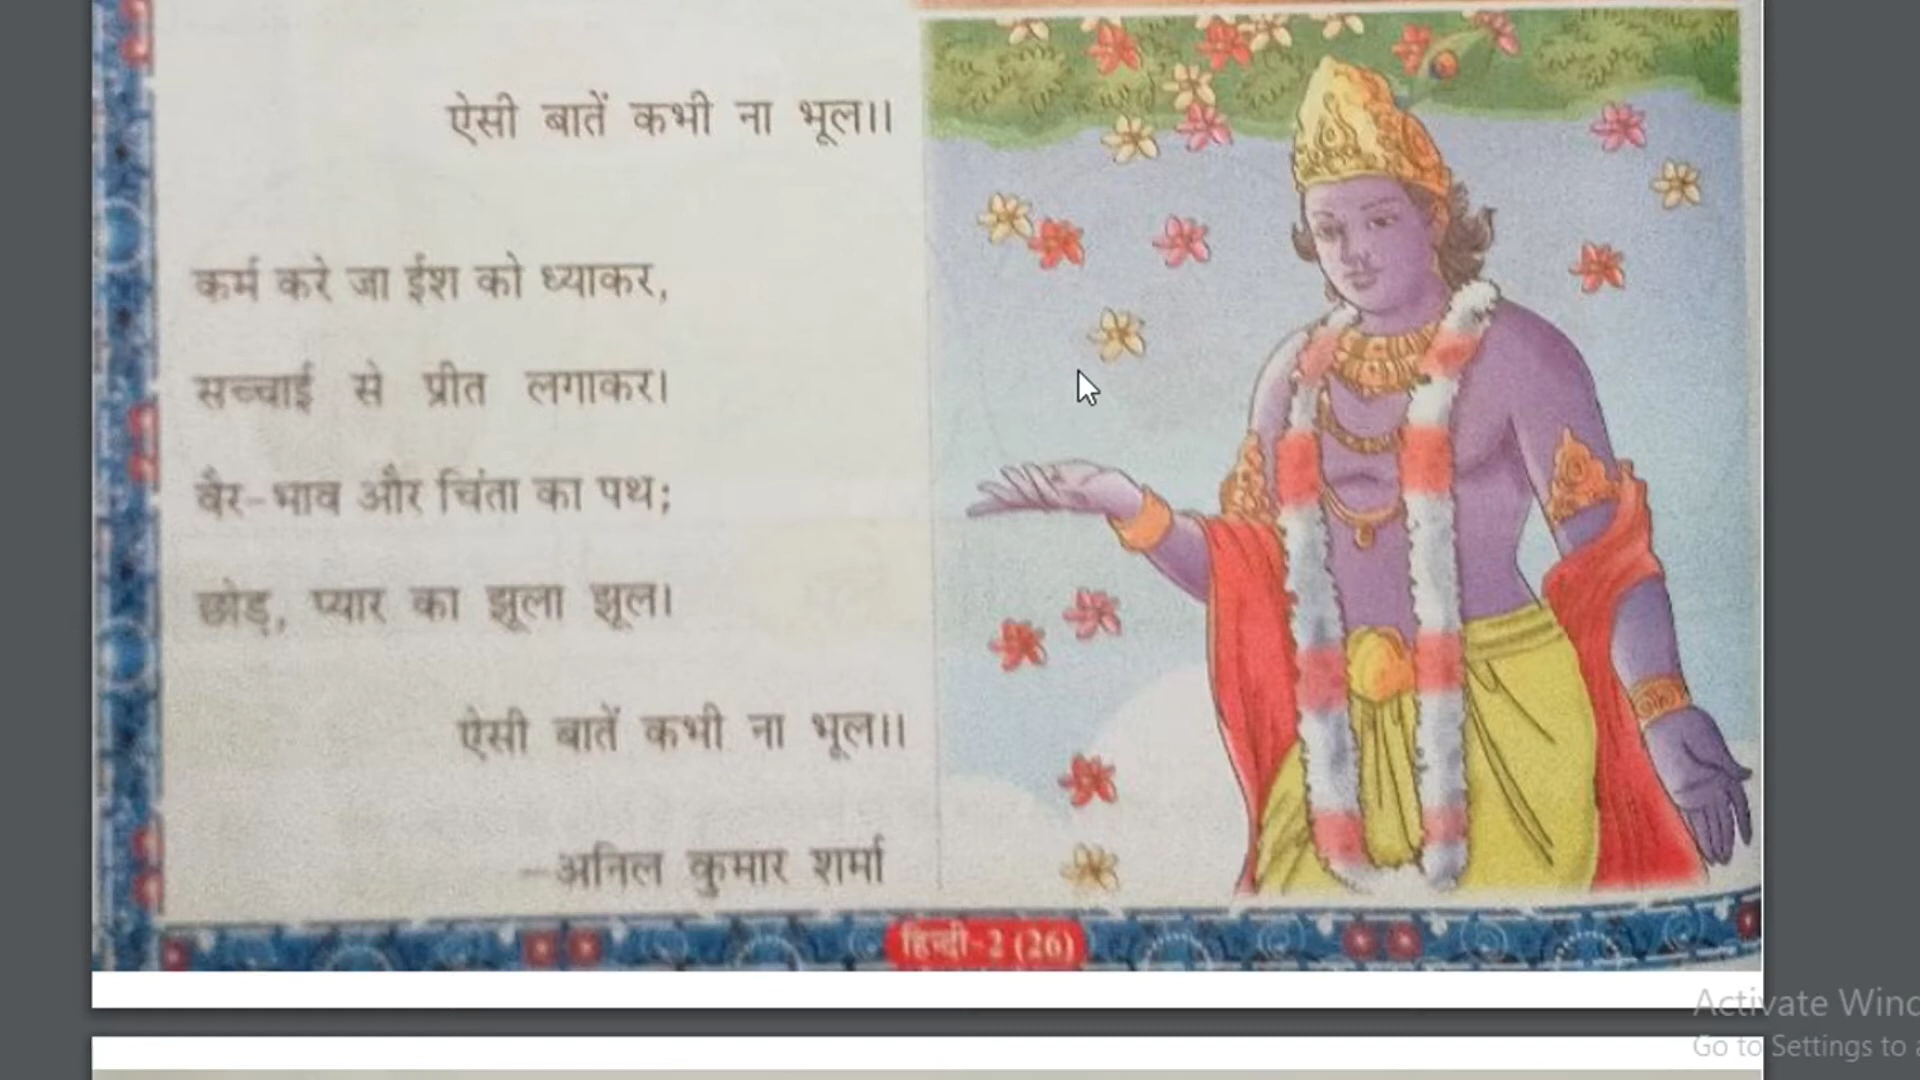 ऐसी बातें कभी ना भूल।।
कर्म करे जा ईश को ध्याकर,
सच्चाई से प्रीत लगाकर।
वैर-भाव और चिंता का पथ;
छोड़, प्यार का झूला झूल।
ऐसी बातें कभी ना भूल।।
–अनिल कुमार शर्मा
हिन्दी-2 (26)
Activate Wind
Go to Settings to a